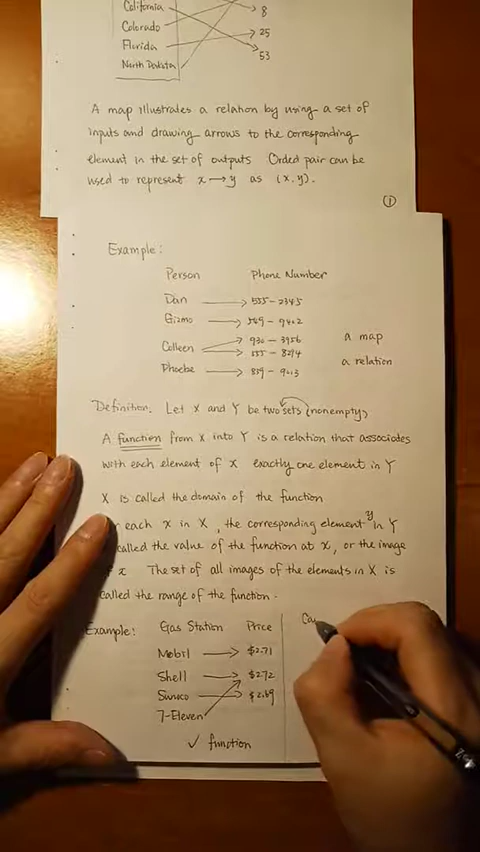 California
8
Colorado
25
Florida
53
North Dakota
A map illustrates a relation by using a set of
inputs and drawing arrows to the corresponding
element in the set of outputs Orded pair can be
used to represent x → y as (x, y).
①
Example:
Person Phone Number
Dan → 555-2345
Gizmo → 549-9402
Colleen → 930-3956
→ 555-8294
Phoebe → 839-9013
a map
a relation
Definition. Let X and Y be two sets (nonempty)
A function from X into Y is a relation that associates
with each element of X exactly one element in Y
X is called the domain of the function
each x in X, the corresponding element y in Y
called the value of the function at x, or the image
x The set of all images of the elements in X is
called the range of the function.
Example: Gas Station Price
Mobil → $2.71
Shell → $2.72
Sunoco → $2.69
7-Eleven
✓ function